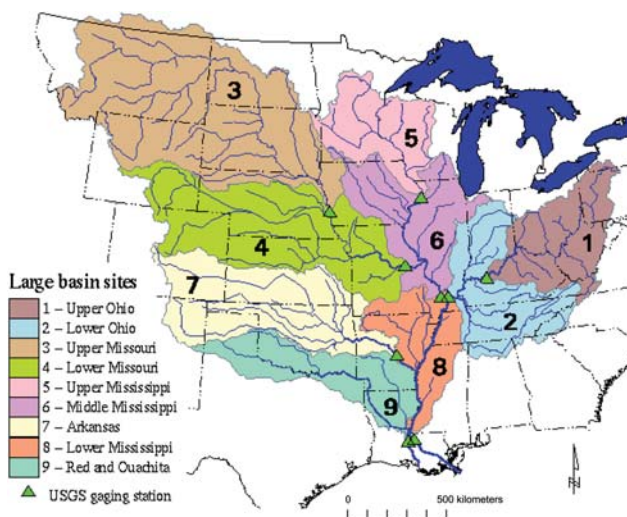 3
5
6
1
4
7
2
8
9
Large basin sites
1 – Upper Ohio
2 – Lower Ohio
3 – Upper Missouri
4 – Lower Missouri
5 – Upper Mississippi
6 – Middle Mississippi
7 – Arkansas
8 – Lower Mississippi
9 – Red and Ouachita
USGS gaging station
0 500 kilometers
N